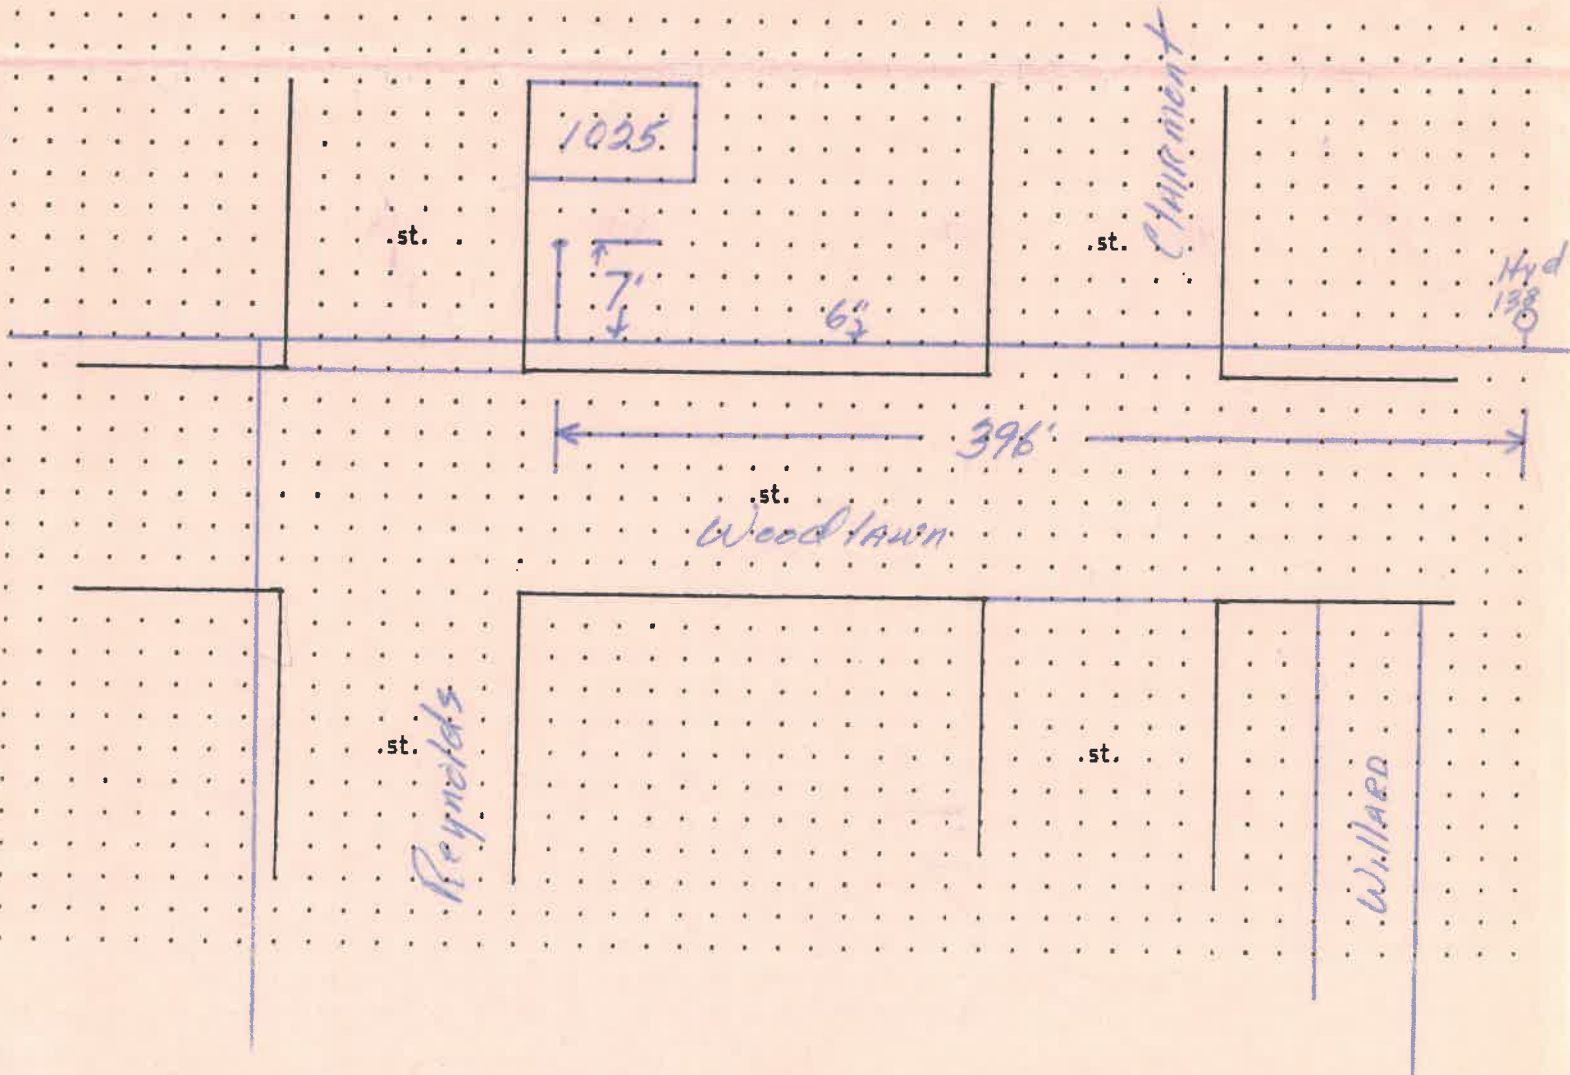 Clairmont
1025
.st.
.st.
Hyd
138
7'
6"
396'
.st.
Woodlawn
Reynolds
.st.
.st.
Willard